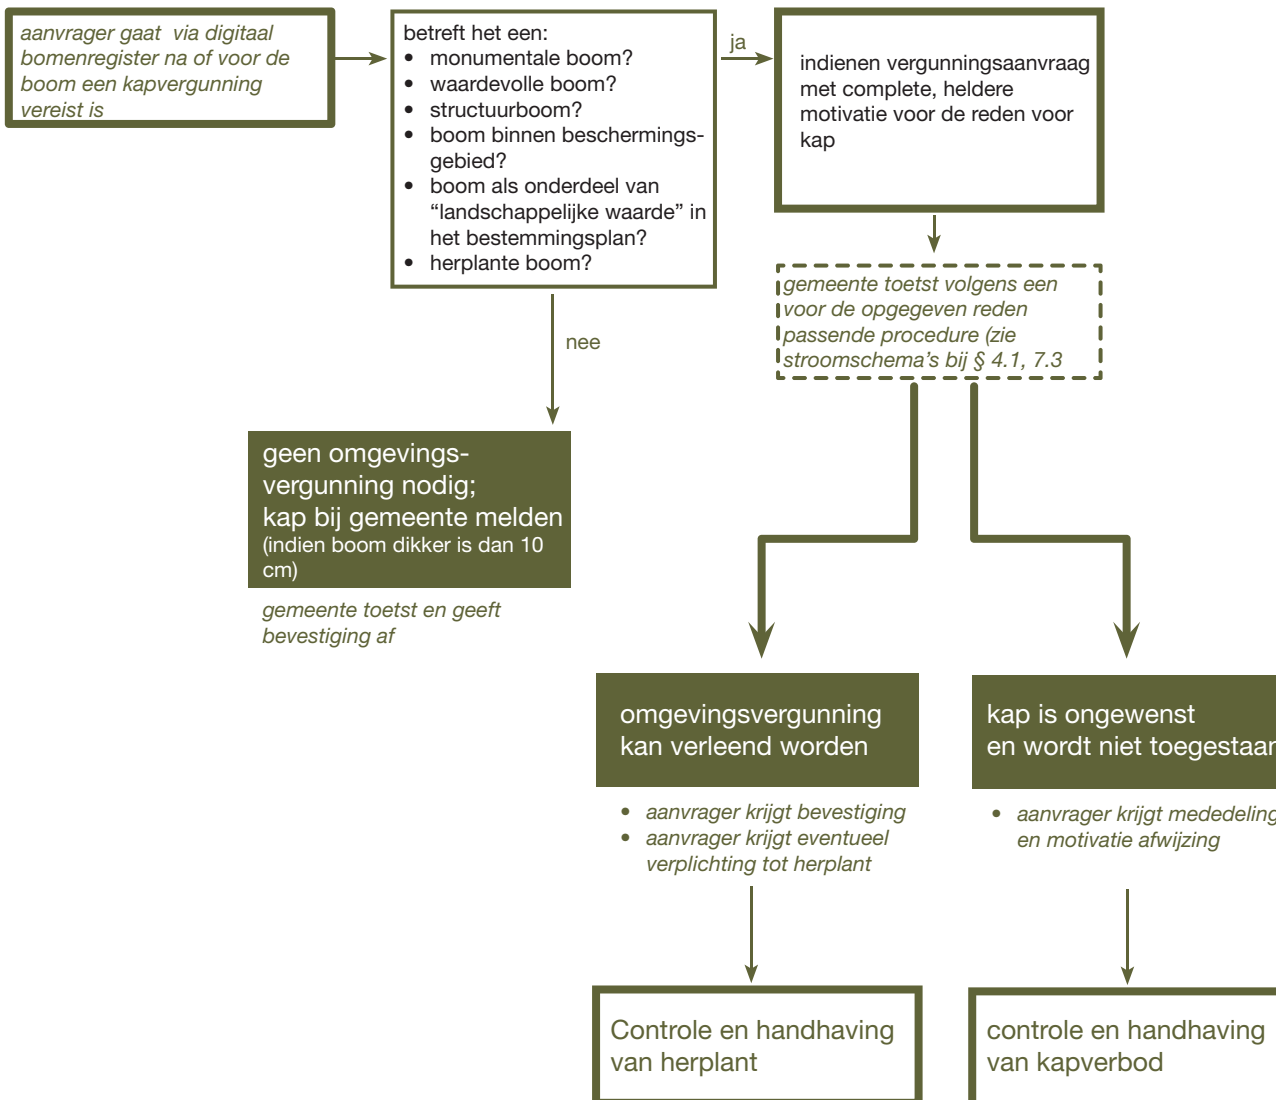 aanvrager gaat via digitaal
bomenregister na of voor de
boom een kapvergunning
vereist is
betreft het een:
• monumentale boom?
• waardevolle boom?
• structuurboom?
• boom binnen beschermings-
gebied?
• boom als onderdeel van
“landschappelijke waarde” in
het bestemmingsplan?
• herplante boom?
ja
indienen vergunningsaanvraag
met complete, heldere
motivatie voor de reden voor
kap
gemeente toetst volgens een
voor de opgegeven reden
passende procedure (zie
stroomschema’s bij § 4.1, 7.3
nee
geen omgevings-
vergunning nodig;
kap bij gemeente melden
(indien boom dikker is dan 10
cm)
gemeente toetst en geeft
bevestiging af
omgevingsvergunning
kan verleend worden
• aanvrager krijgt bevestiging
• aanvrager krijgt eventueel
verplichting tot herplant
Controle en handhaving
van herplant
kap is ongewenst
en wordt niet toegestaan
• aanvrager krijgt mededeling
en motivatie afwijzing
controle en handhaving
van kapverbod